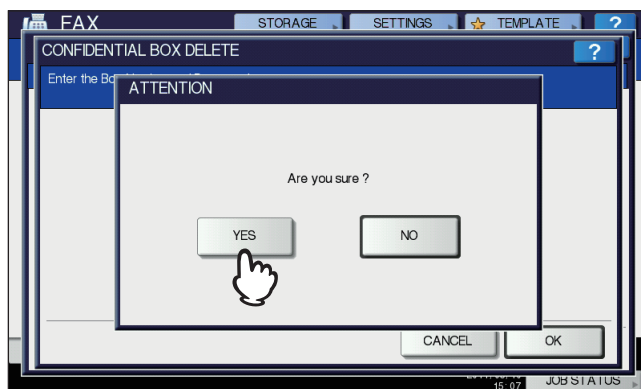 FAX STORAGE SETTINGS TEMPLATE ?
CONFIDENTIAL BOX DELETE ?
Enter the Bo
ATTENTION
Are you sure ?
YES NO
CANCEL OK
15:07 JOB STATUS